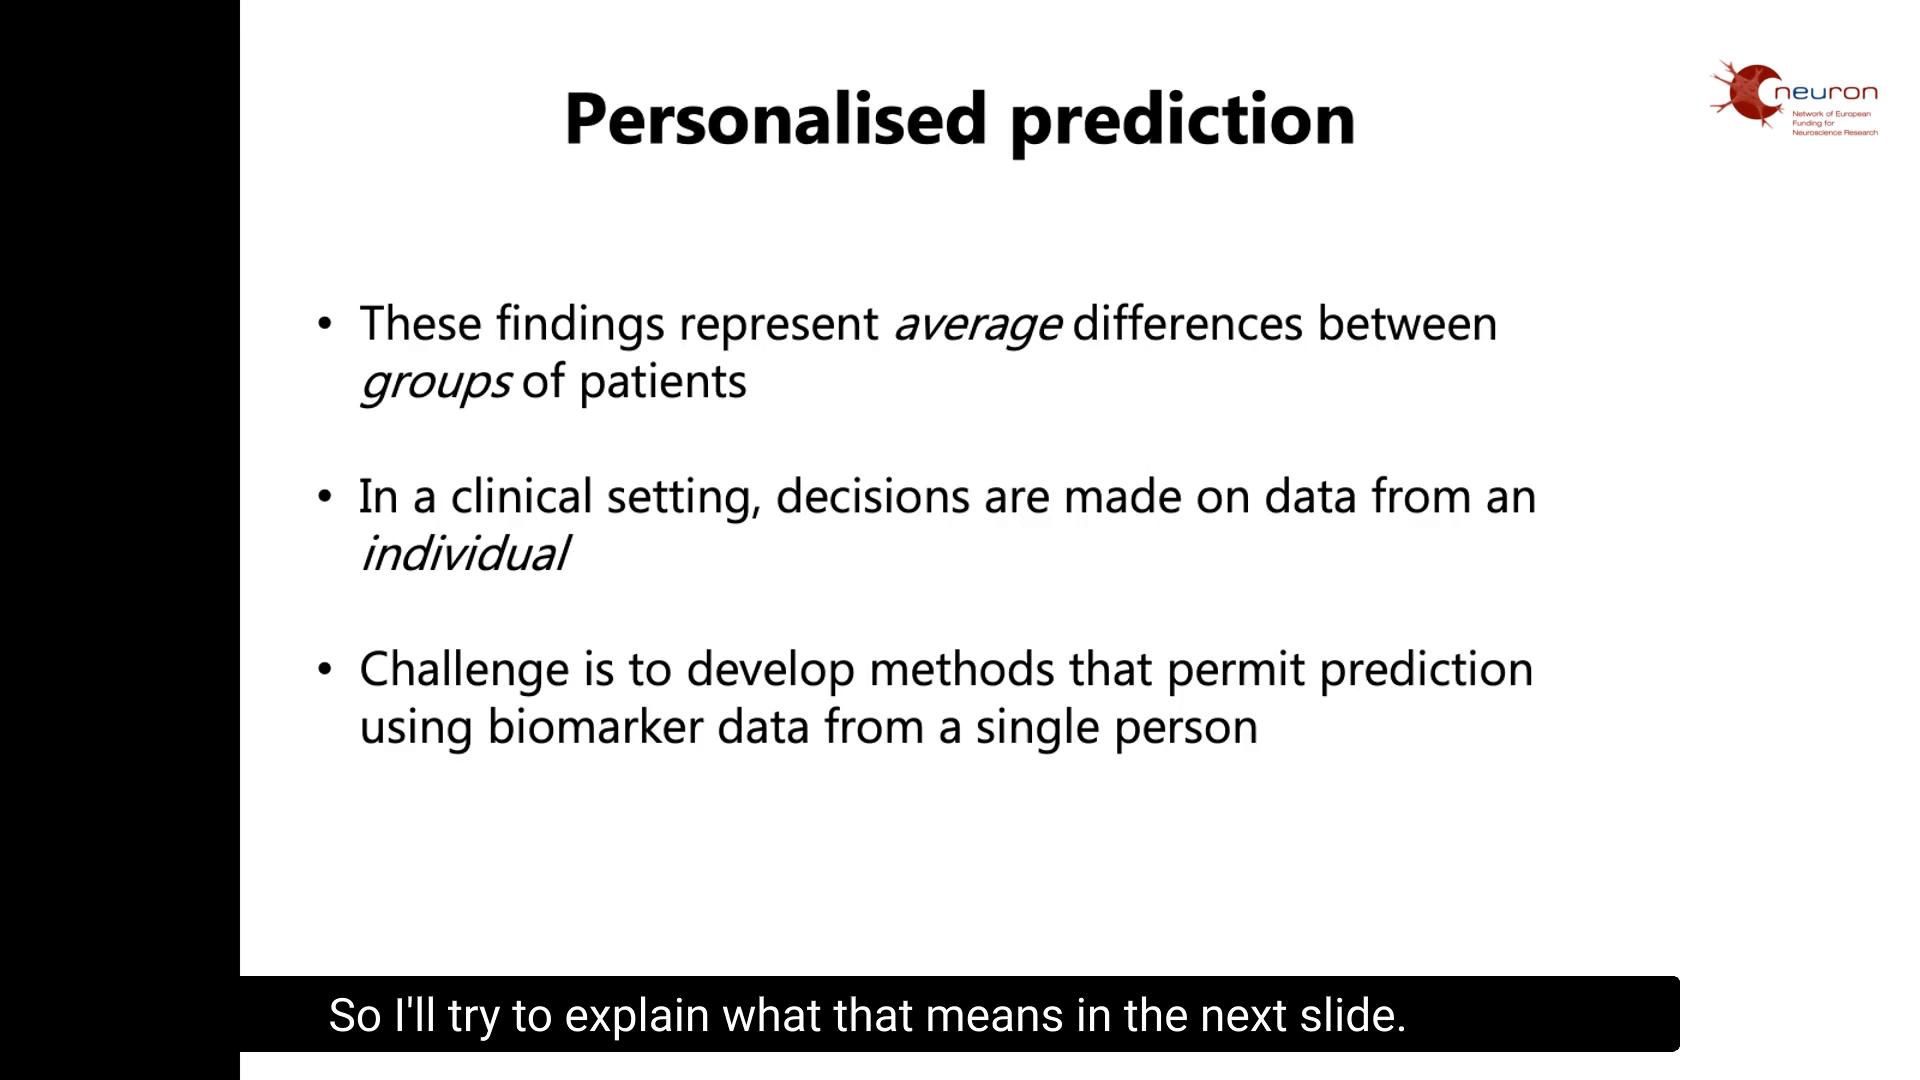 Personalised prediction
neuron
Network of European
Funding for
Neuroscience Research
• These findings represent average differences between
groups of patients
• In a clinical setting, decisions are made on data from an
individual
• Challenge is to develop methods that permit prediction
using biomarker data from a single person
So I'll try to explain what that means in the next slide.